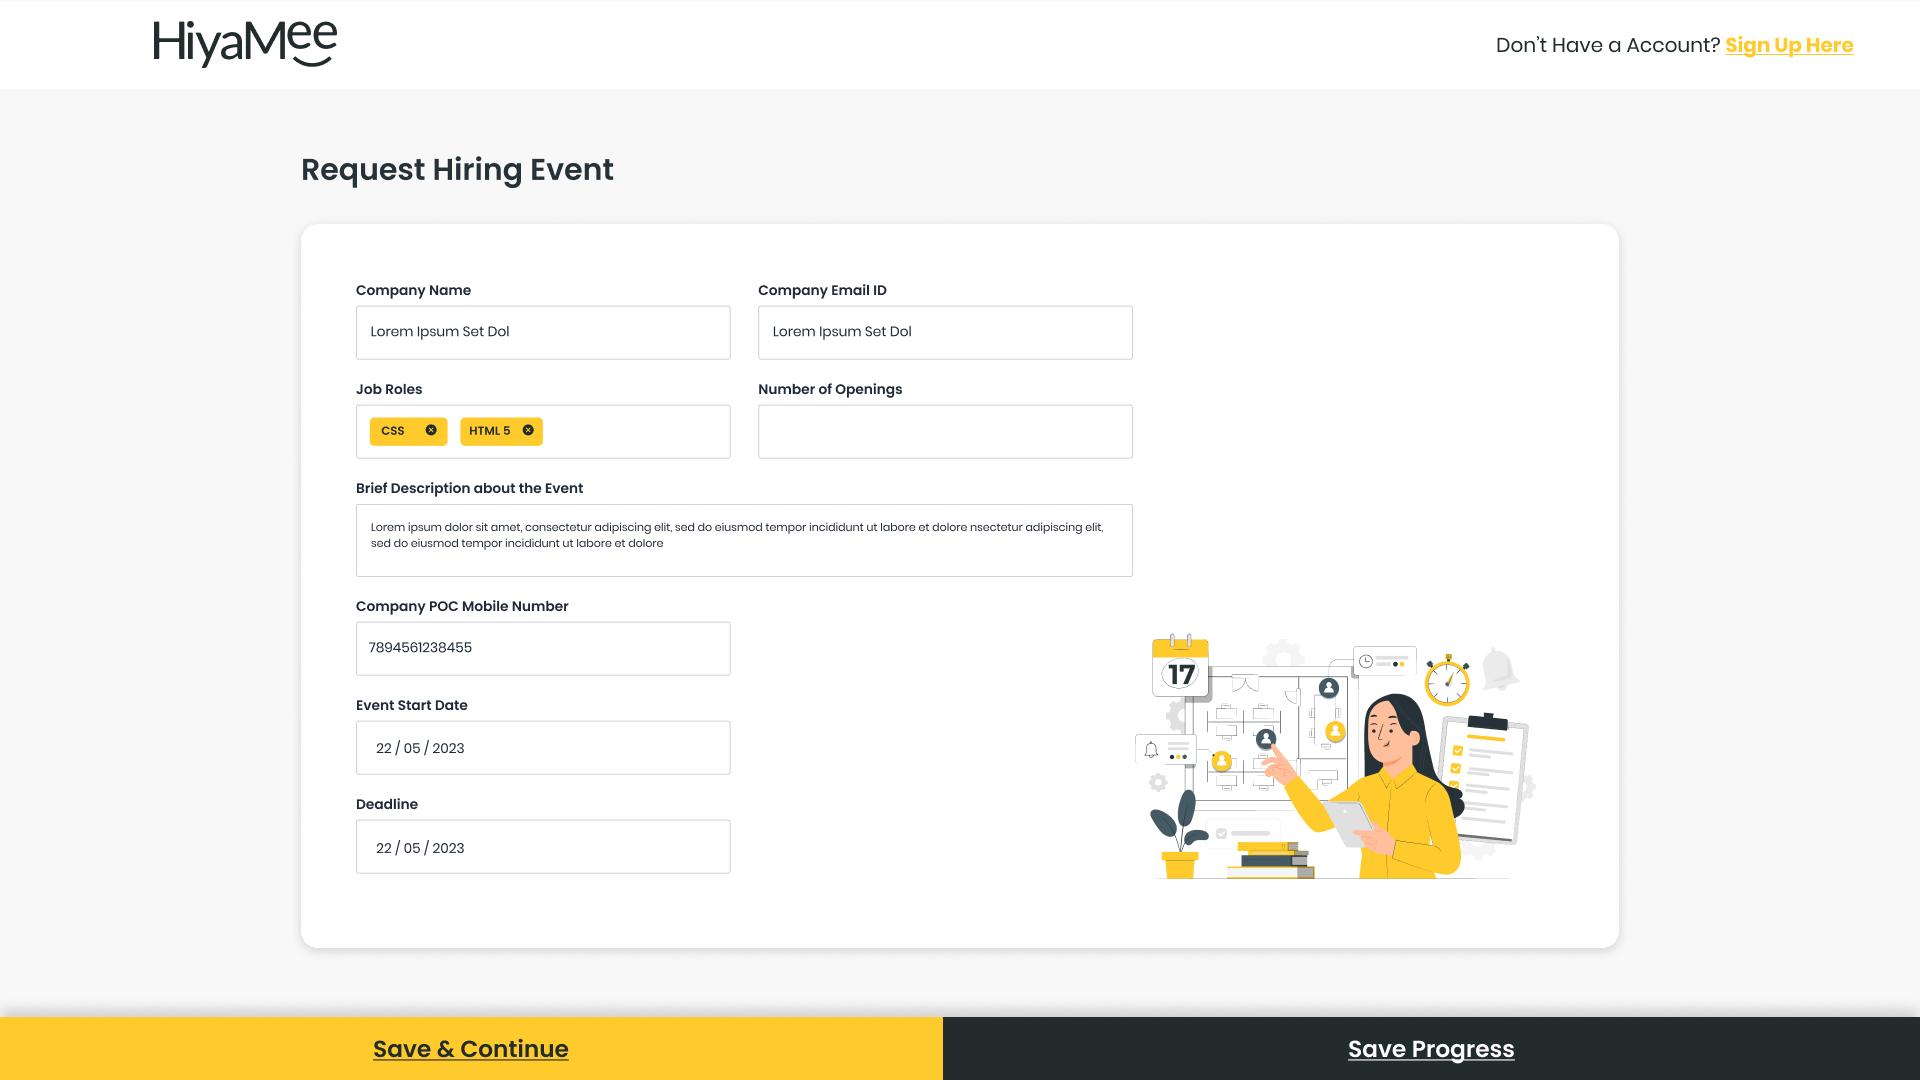 HiyaMee
Don't Have a Account? Sign Up Here
Request Hiring Event
Company Name
Company Email ID
Lorem Ipsum Set Dol
Lorem Ipsum Set Dol
Job Roles
Number of Openings
CSS
HTML 5
Brief Description about the Event
Lorem ipsum dolor sit amet, consectetur adipiscing elit, sed do eiusmod tempor incididunt ut labore et dolore nsectetur adipiscing elit,
sed do eiusmod tempor incididunt ut labore et dolore
Company POC Mobile Number
7894561238455
Event Start Date
22 / 05 / 2023
Deadline
22 / 05 / 2023
17
Save & Continue
Save Progress